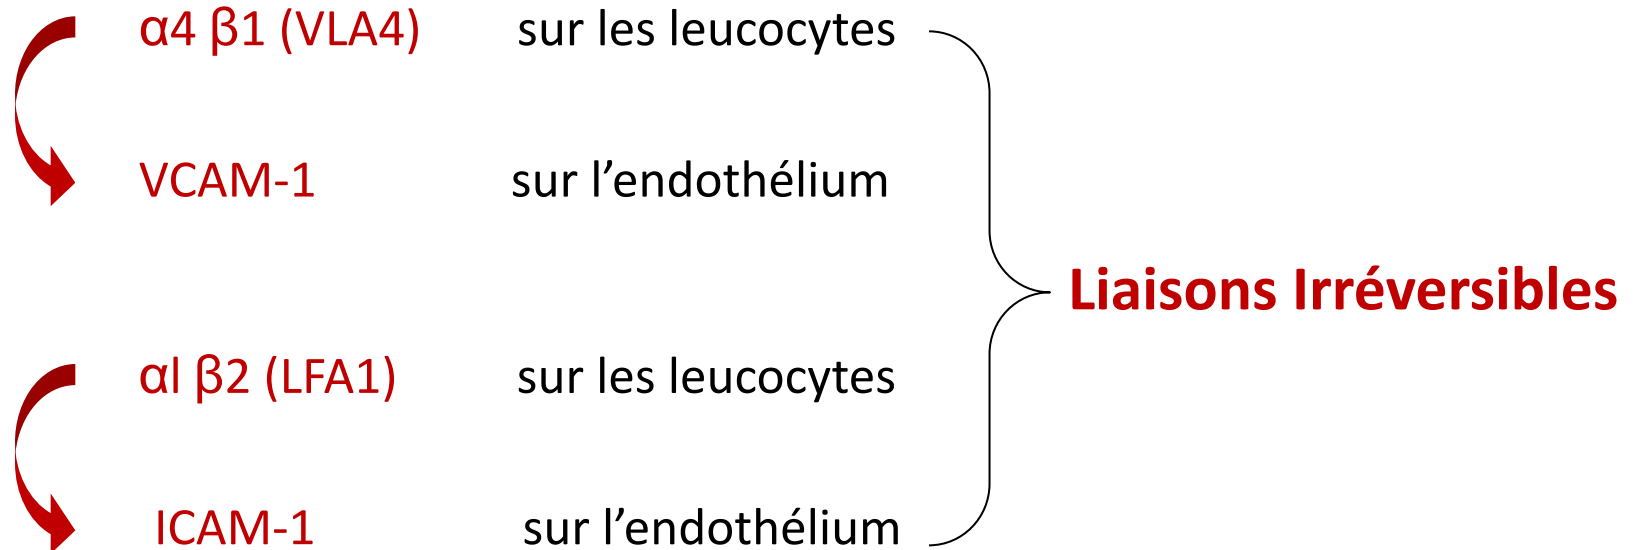 α4 β1 (VLA4) sur les leucocytes
VCAM-1 sur l’endothélium
Liaisons Irréversibles
αl β2 (LFA1) sur les leucocytes
ICAM-1 sur l’endothélium